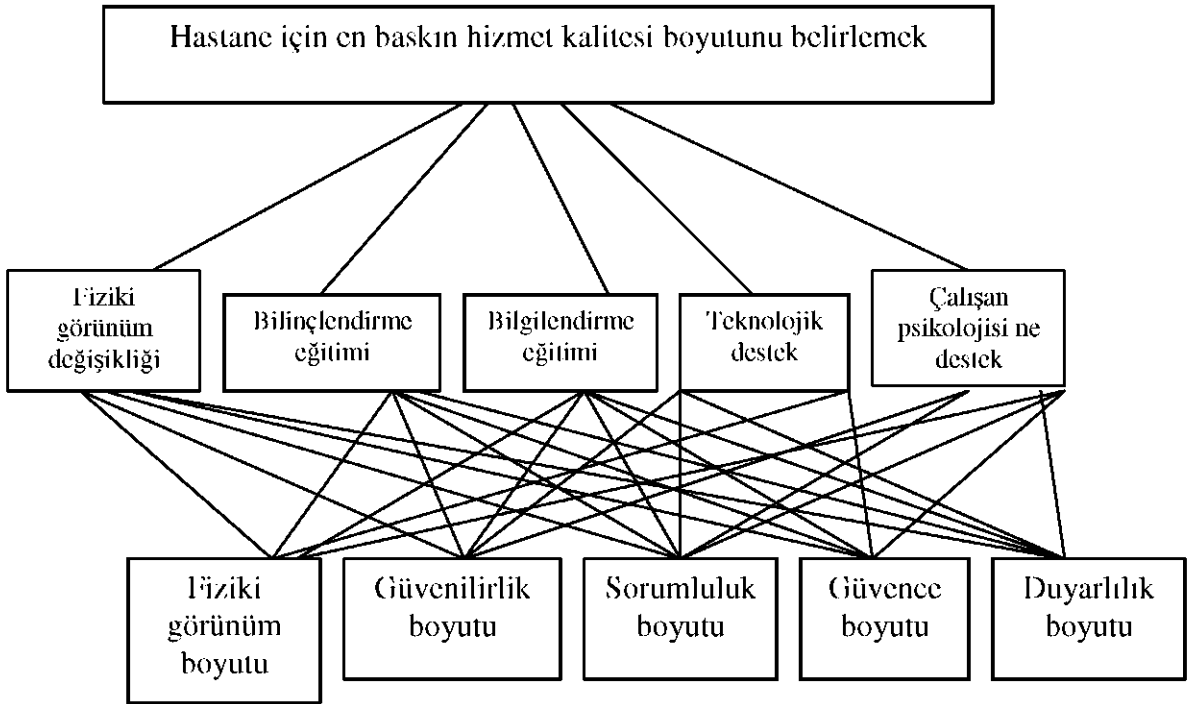 Hastane için en baskın hizmet kalitesi boyutunu belirlemek
Fiziki
görünüm
değişikliği
Bilinçlendirme
eğitimi
Bilgilendirme
eğitimi
Teknolojik
destek
Çalışan
psikolojisi ne
destek
Fiziki
görünüm
boyutu
Güvenilirlik
boyutu
Sorumluluk
boyutu
Güvence
boyutu
Duyarlılık
boyutu